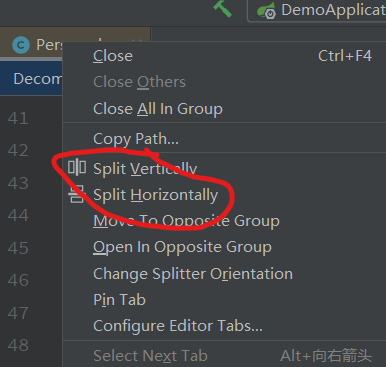 DemoApplicat
Decom
Close Ctrl+F4
Close Others
Close All In Group
Copy Path...
Split Vertically
Split Horizontally
Move To Opposite Group
Open In Opposite Group
Change Splitter Orientation
Pin Tab
Configure Editor Tabs...
Select Next Tab Alt+向右箭头
41
42
43
44
45
46
47
48